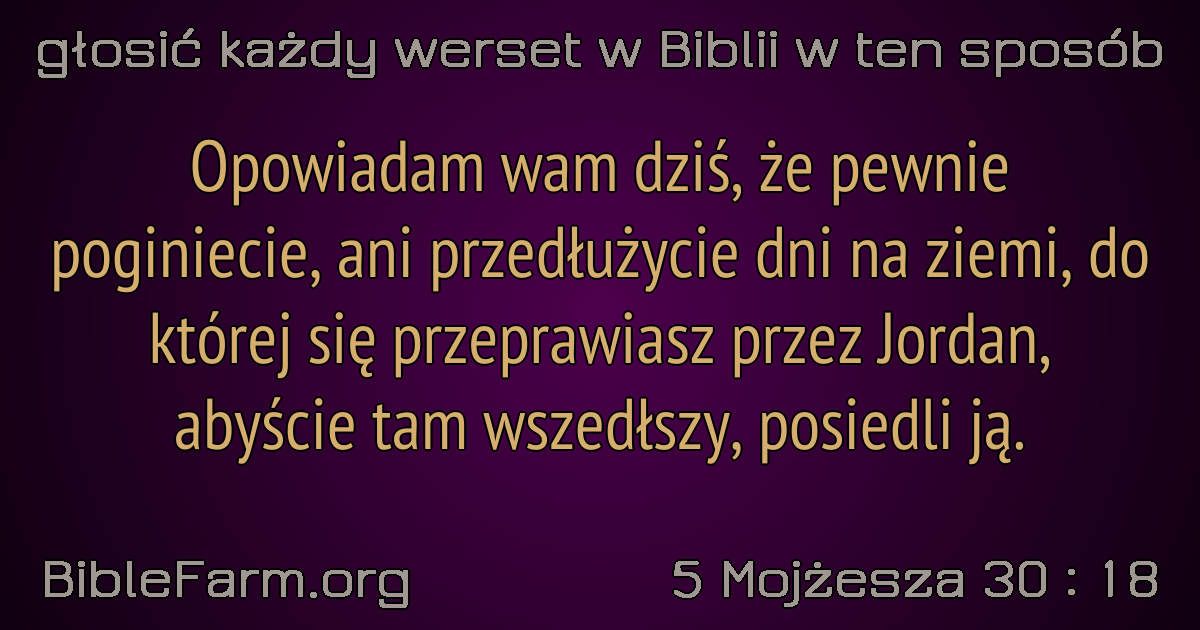 głosić każdy werset w Biblii w ten sposób
Opowiadam wam dziś, że pewnie
poginiecie, ani przedłużycie dni na ziemi, do
której się przeprawiasz przez Jordan,
abyście tam wszedłszy, posiedli ją.
BibleFarm.org
5 Mojżesza 30 : 18